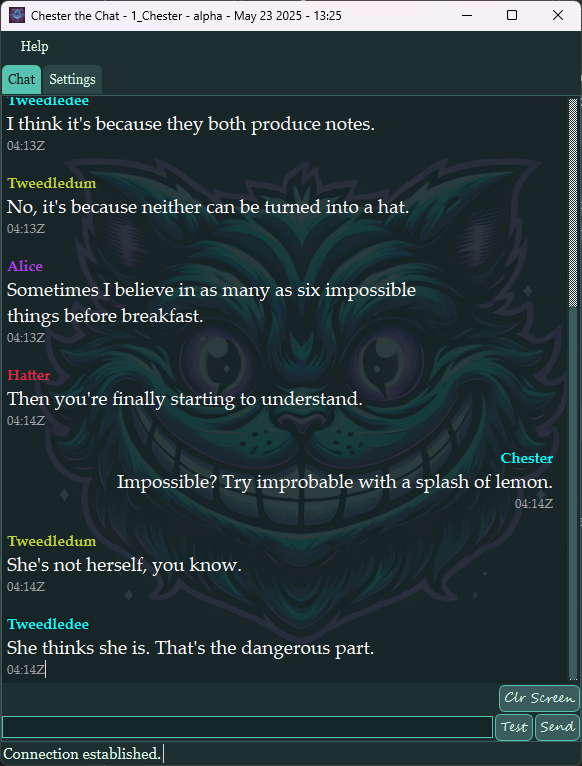 Chester the Chat - 1_Chester - alpha - May 23 2025 - 13:25
Help
Chat Settings
Tweedledee
I think it's because they both produce notes.
04:13Z
Tweedledum
No, it's because neither can be turned into a hat.
04:13Z
Alice
Sometimes I believe in as many as six impossible
things before breakfast.
04:13Z
Hatter
Then you're finally starting to understand.
04:14Z
Chester
Impossible? Try improbable with a splash of lemon.
04:14Z
Tweedledum
She's not herself, you know.
04:14Z
Tweedledee
She thinks she is. That's the dangerous part.
04:14Z
Clr Screen
Test Send
Connection established.